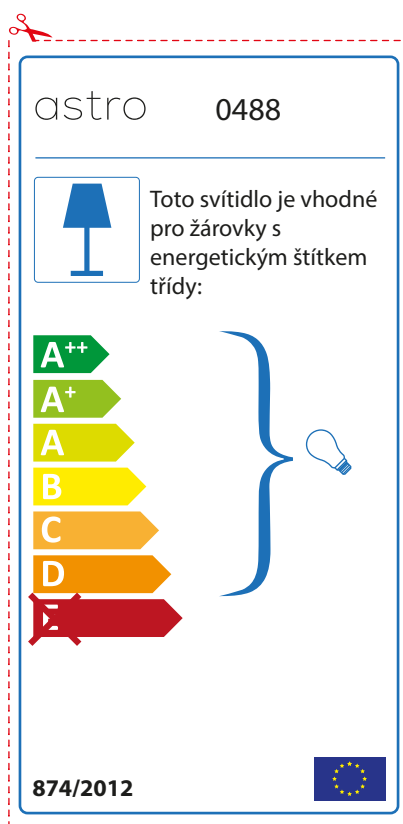 astro 0488
Toto svítidlo je vhodné
pro žárovky s
energetickým štítkem
třídy:
A++
A+
A
B
C
D
E
874/2012